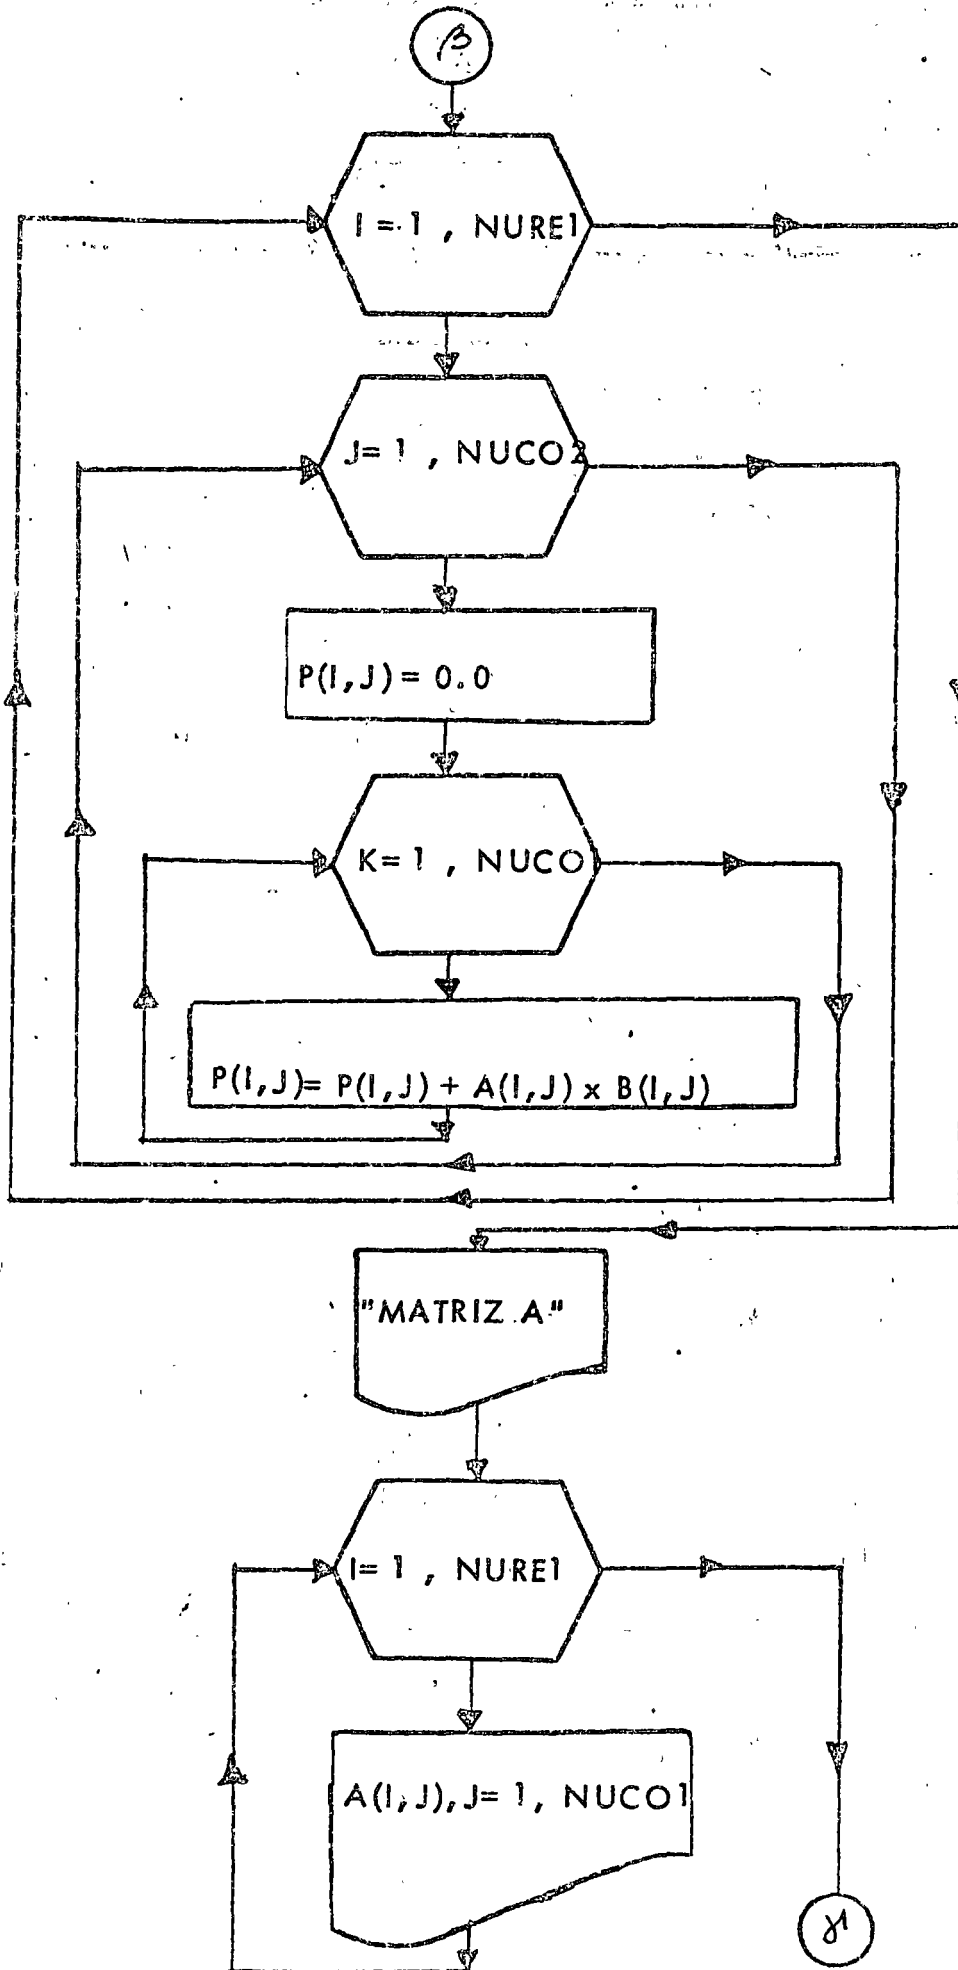 β
I = 1 , NURE1
J= 1 , NUCO2
P(I,J) = 0.0
K= 1 , NUCO
P(I,J)= P(I,J) + A(I,J) x B(I,J)
"MATRIZ A"
I= 1 , NURE1
A(I,J), J= 1, NUCO1